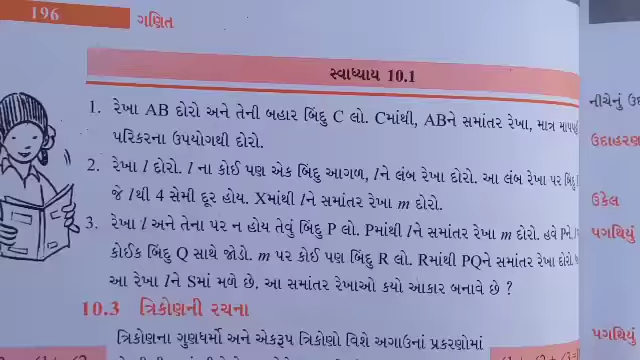 196
ગણિત
સ્વાધ્યાય 10.1
1. રેખા AB દોરો અને તેની બહાર બિંદુ C લો. Cમાંથી, ABને સમાંતર રેખા, માત્ર
પરિકરના ઉપયોગથી દોરો.
2. રેખા l દોરો. l ના કોઈ પણ એક બિંદુ આગળ, lને લંબ રેખા દોરો. આ લંબ રેખા પર બિંદુ
જે lથી 4 સેમી દૂર હોય. Xમાંથી lને સમાંતર રેખા m દોરો.
3. રેખા l અને તેના પર ન હોય તેવું બિંદુ P લો. Pમાંથી lને સમાંતર રેખા m દોરો. હવે Pને
કોઈક બિંદુ Q સાથે જોડો. m પર કોઈ પણ બિંદુ R લો. Rમાંથી PQને સમાંતર રેખા દોરો
આ રેખા lને Sમાં મળે છે. આ સમાંતર રેખાઓ કયો આકાર બનાવે છે ?
10.3 ત્રિકોણની રચના
ત્રિકોણના ગુણધર્મો અને એકરૂપ ત્રિકોણો વિશે અગાઉનાં પ્રકરણોમાં
નીચેનું
ઉદાહરણ
ઉકેલ
પગથિયું
પગથિયું